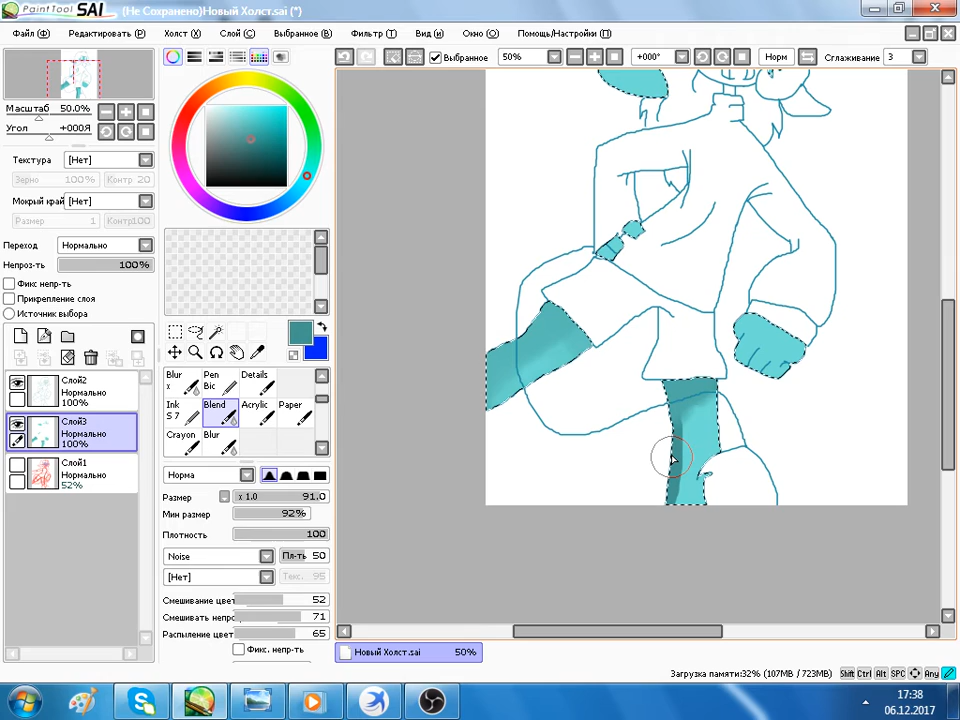 PaintTool SAI (Не Сохранено)Новый Холст.sai (*)
Файл (Ф) Редактировать (Р) Холст (X) Слой (C) Выбранное (B) Фильтр (T) Вид (и) Окно (O) Помощь/Настройки (П)
Выбранное 50% +000° Норм Сглаживание 3
Масштаб 50.0%
Угол +000Я
Текстура [Нет]
Зерно 100% Контр 20
Мокрый край [Нет]
Размер 1 Контр 100
Переход Нормально
Непроз-ть 100%
Фикс непр-ть
Прикрепление слоя
Источник выбора
Слой2
Нормально
100%
Слой3
Нормально
100%
Слой1
Нормально
52%
Blur Pen Details
x Bic
Ink Blend Acrylic Paper
S 7
Crayon Blur
Норма
Размер x 1.0 91.0
Мин размер 92%
Плотность 100
Noise Пл-ть 50
[Нет] Текс. 95
Смешивание цвет 52
Смешивать непро 71
Распыление цвет 65
Фикс. непр-ть
Новый Холст.sai 50%
Загрузка памяти:32% (107MB / 723MB) Shift Ctrl Alt SPC Any
17:38
06.12.2017